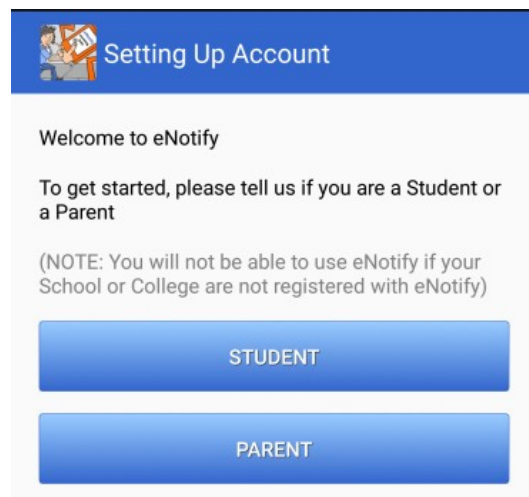 Setting Up Account
Welcome to eNotify
To get started, please tell us if you are a Student or
a Parent
(NOTE: You will not be able to use eNotify if your
School or College are not registered with eNotify)
STUDENT
PARENT